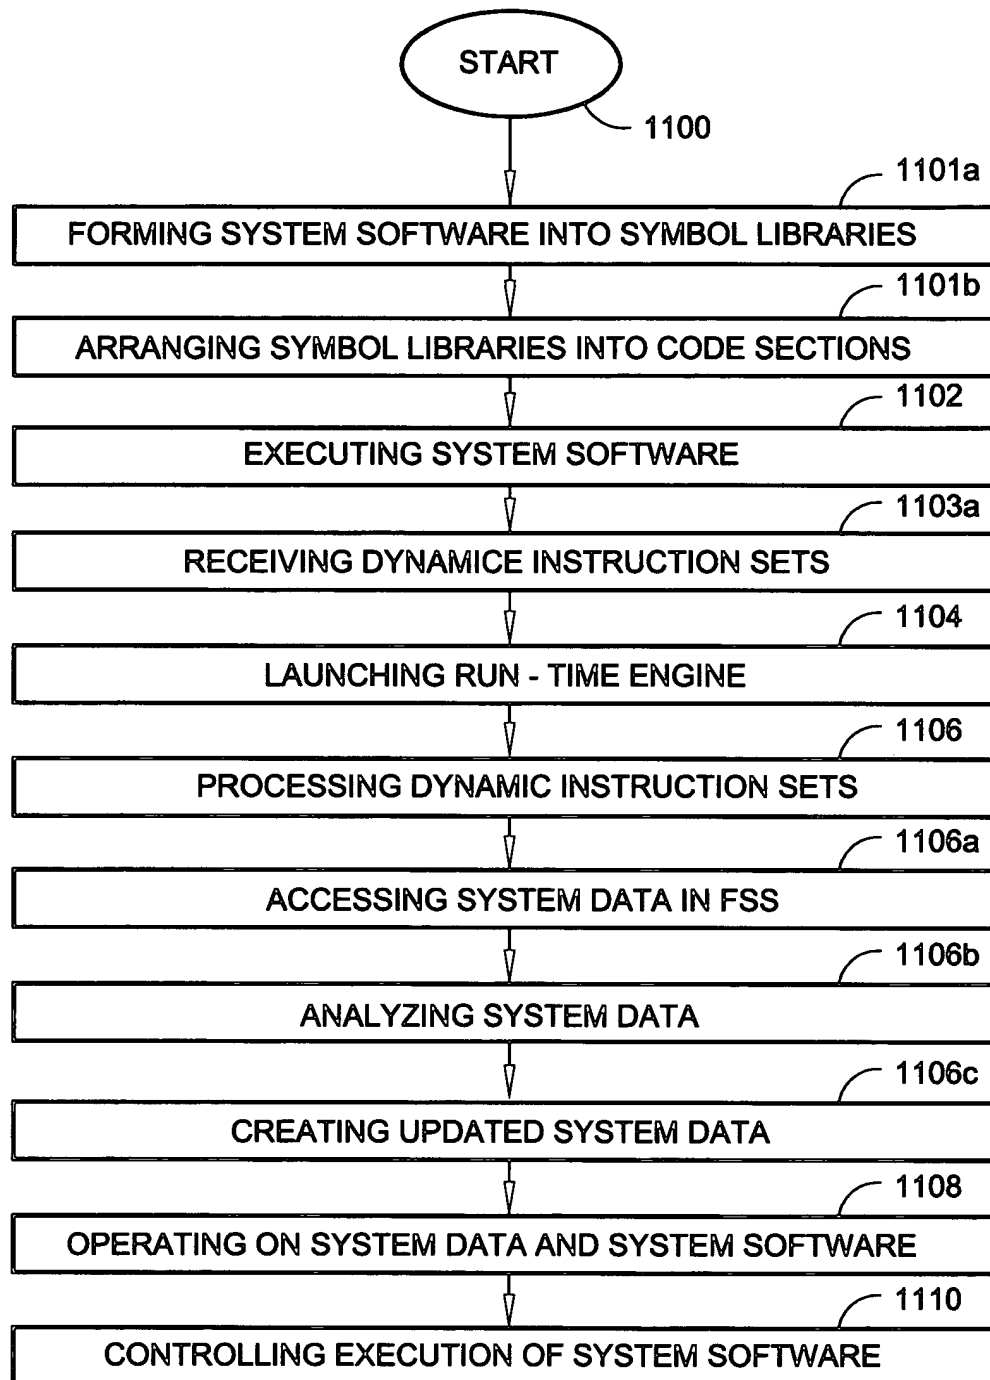 START
1100
1101a
FORMING SYSTEM SOFTWARE INTO SYMBOL LIBRARIES
1101b
ARRANGING SYMBOL LIBRARIES INTO CODE SECTIONS
1102
EXECUTING SYSTEM SOFTWARE
1103a
RECEIVING DYNAMICE INSTRUCTION SETS
1104
LAUNCHING RUN - TIME ENGINE
1106
PROCESSING DYNAMIC INSTRUCTION SETS
1106a
ACCESSING SYSTEM DATA IN FSS
1106b
ANALYZING SYSTEM DATA
1106c
CREATING UPDATED SYSTEM DATA
1108
OPERATING ON SYSTEM DATA AND SYSTEM SOFTWARE
1110
CONTROLLING EXECUTION OF SYSTEM SOFTWARE